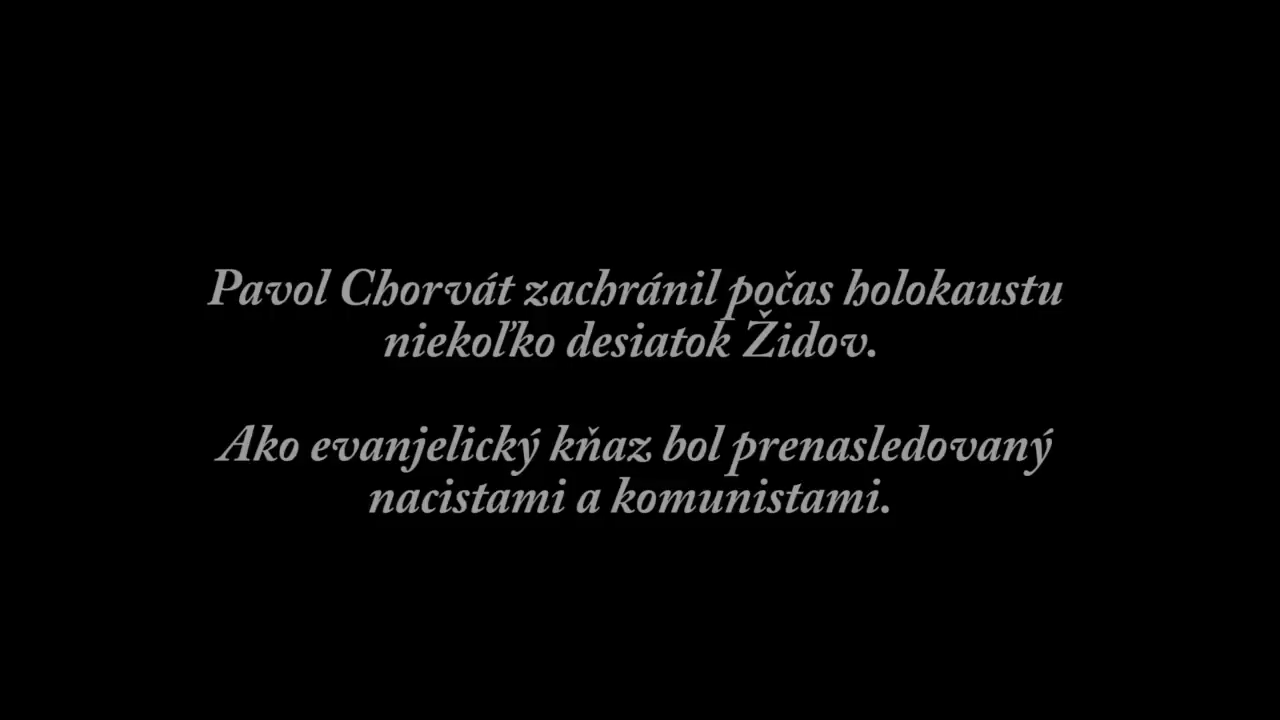 Pavol Chorvát zachránil počas holokaustu
niekoľko desiatok Židov.
Ako evanjelický kňaz bol prenasledovaný
nacistami a komunistami.